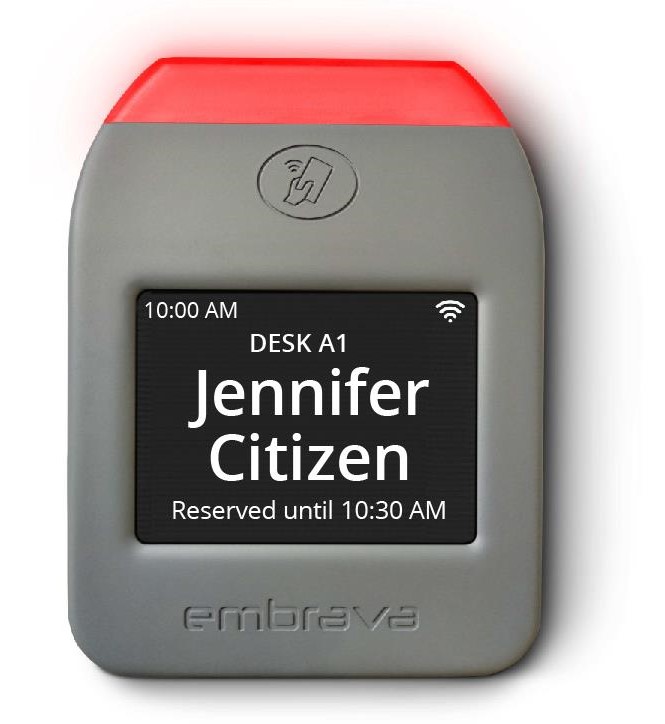 10:00 AM
DESK A1
Jennifer
Citizen
Reserved until 10:30 AM
embrava